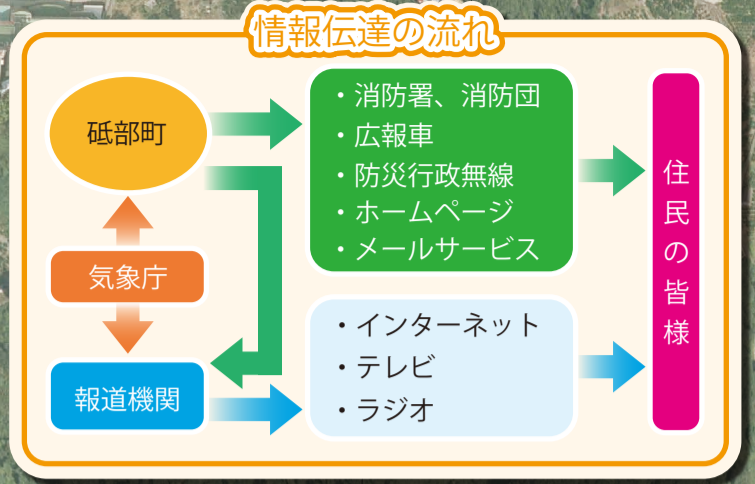 情報伝達の流れ
砥部町
・消防署、消防団
・広報車
・防災行政無線
・ホームページ
・メールサービス
気象庁
報道機関
・インターネット
・テレビ
・ラジオ
住民の皆様